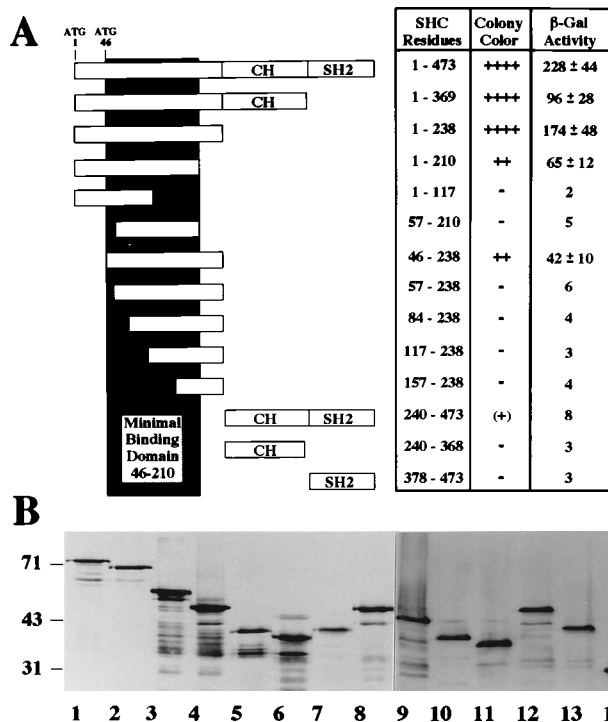 A
ATG ATG
1 46
SHC Residues Colony Color β-Gal Activity
CH SH2 1 - 473 ++++ 228 ± 44
CH 1 - 369 ++++ 96 ± 28
1 - 238 ++++ 174 ± 48
1 - 210 ++ 65 ± 12
1 - 117 - 2
57 - 210 - 5
46 - 238 ++ 42 ± 10
57 - 238 - 6
84 - 238 - 4
117 - 238 - 3
157 - 238 - 4
CH SH2 240 - 473 (+) 8
CH 240 - 368 - 3
SH2 378 - 473 - 3
Minimal
Binding
Domain
46-210
B
71
43
31
1 2 3 4 5 6 7 8 9 10 11 12 13